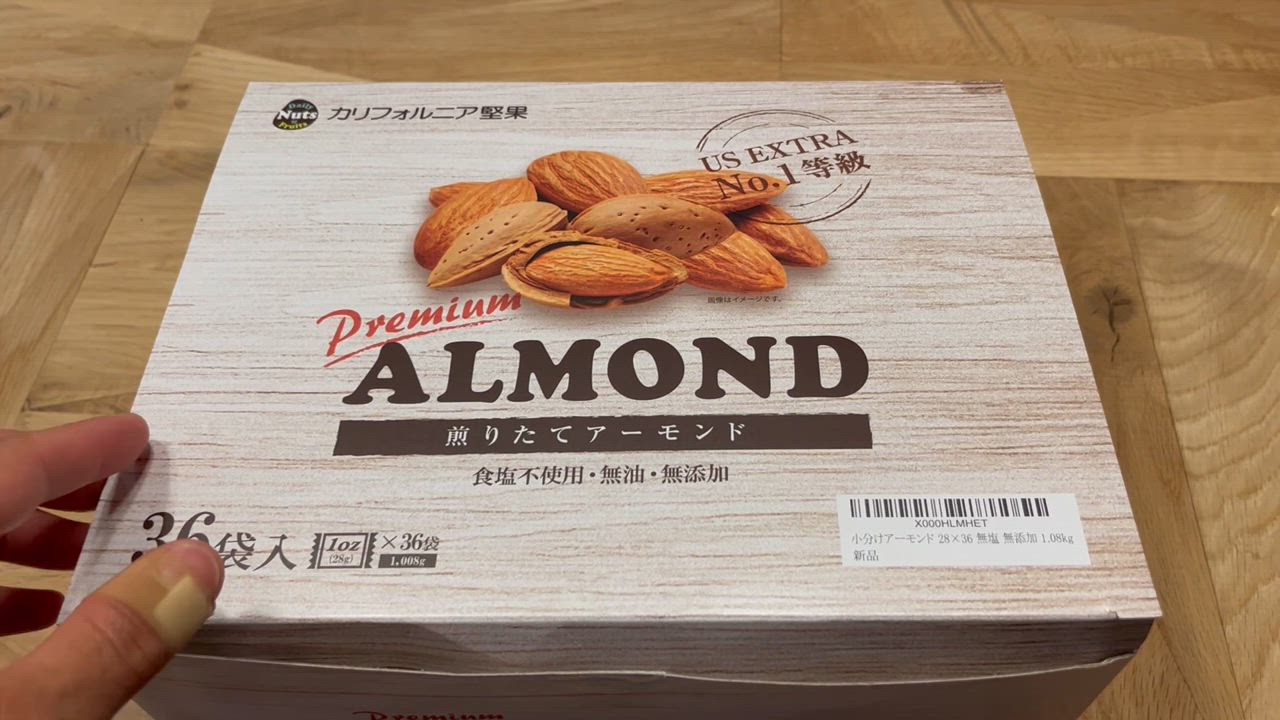 Daily
Nuts
&
Fruits
カリフォルニア堅果
US EXTRA
No.1等級
画像はイメージです。
Premium
ALMOND
煎りたてアーモンド
食塩不使用・無油・無添加
36袋入
1oz
(28g)
×36袋
1,008g
X000HLMHET
小分けアーモンド 28×36 無塩 無添加 1.08kg
新品
Premium